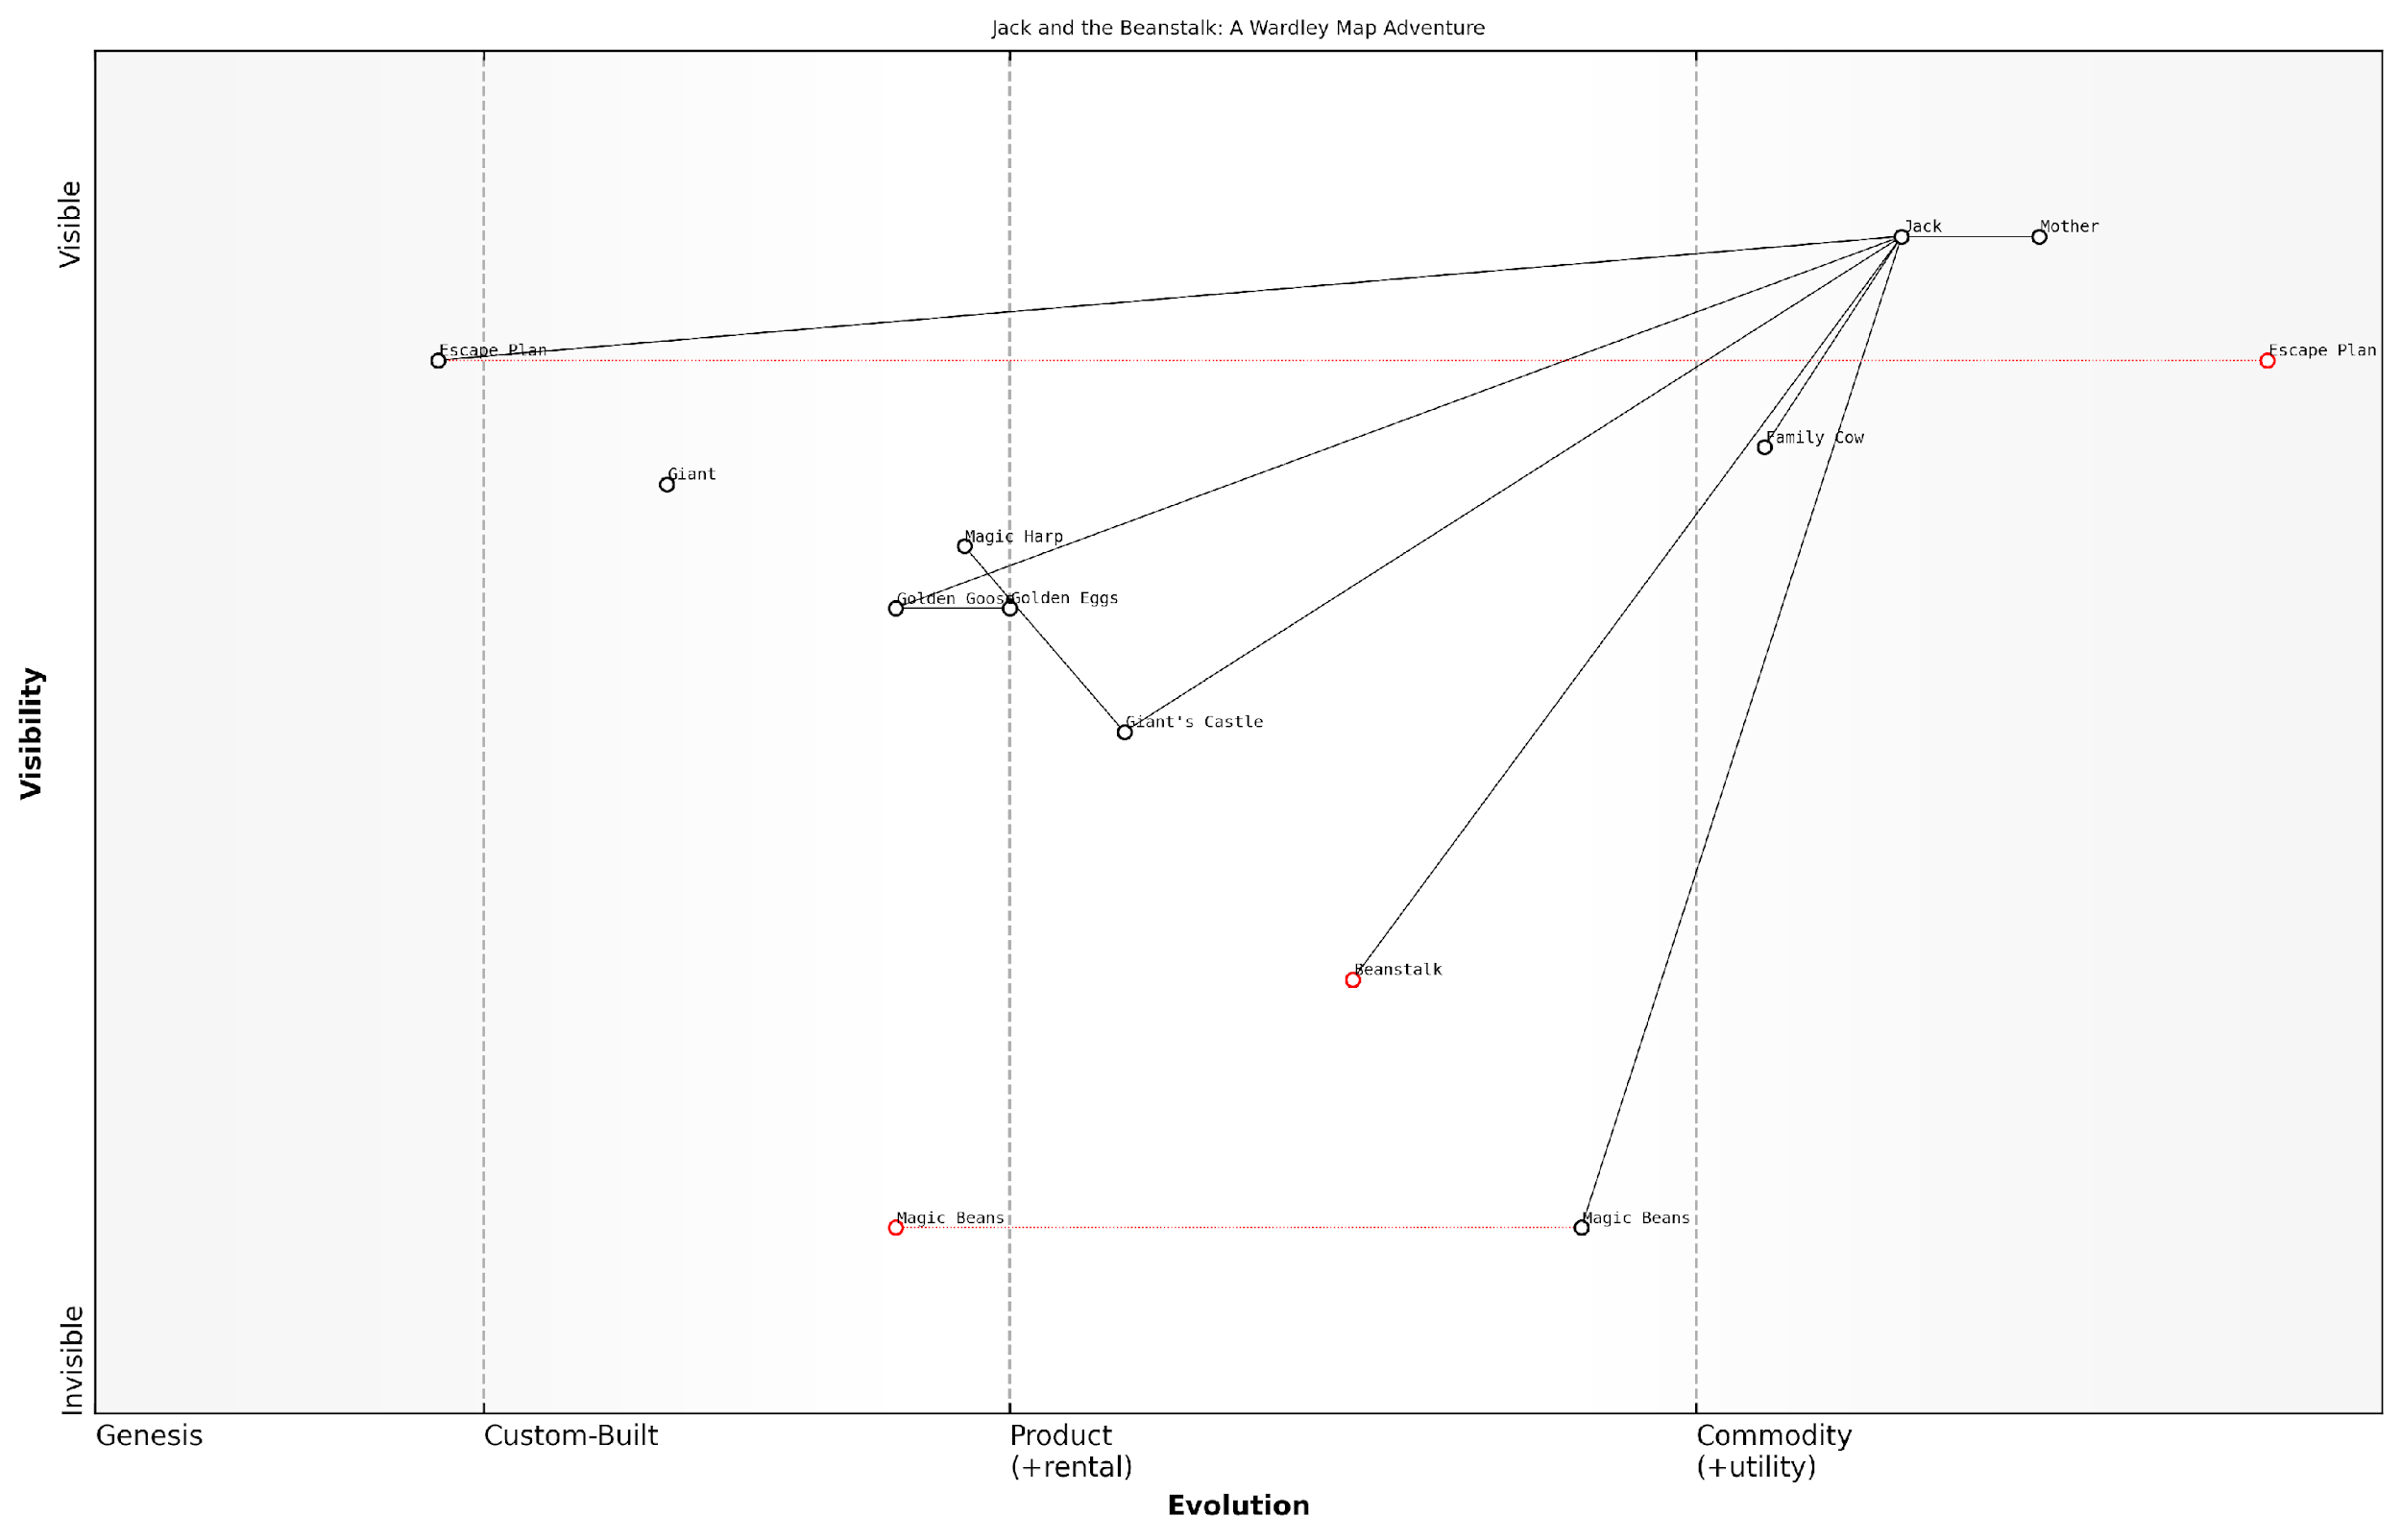 Jack and the Beanstalk: A Wardley Map Adventure
Visible
Jack
Mother
Escape Plan
Escape Plan
Family Cow
Giant
Magic Harp
Golden Goose
Golden Eggs
Giant's Castle
Visibility
Beanstalk
Magic Beans
Magic Beans
Invisible
Genesis
Custom-Built
Product
(+rental)
Commodity
(+utility)
Evolution